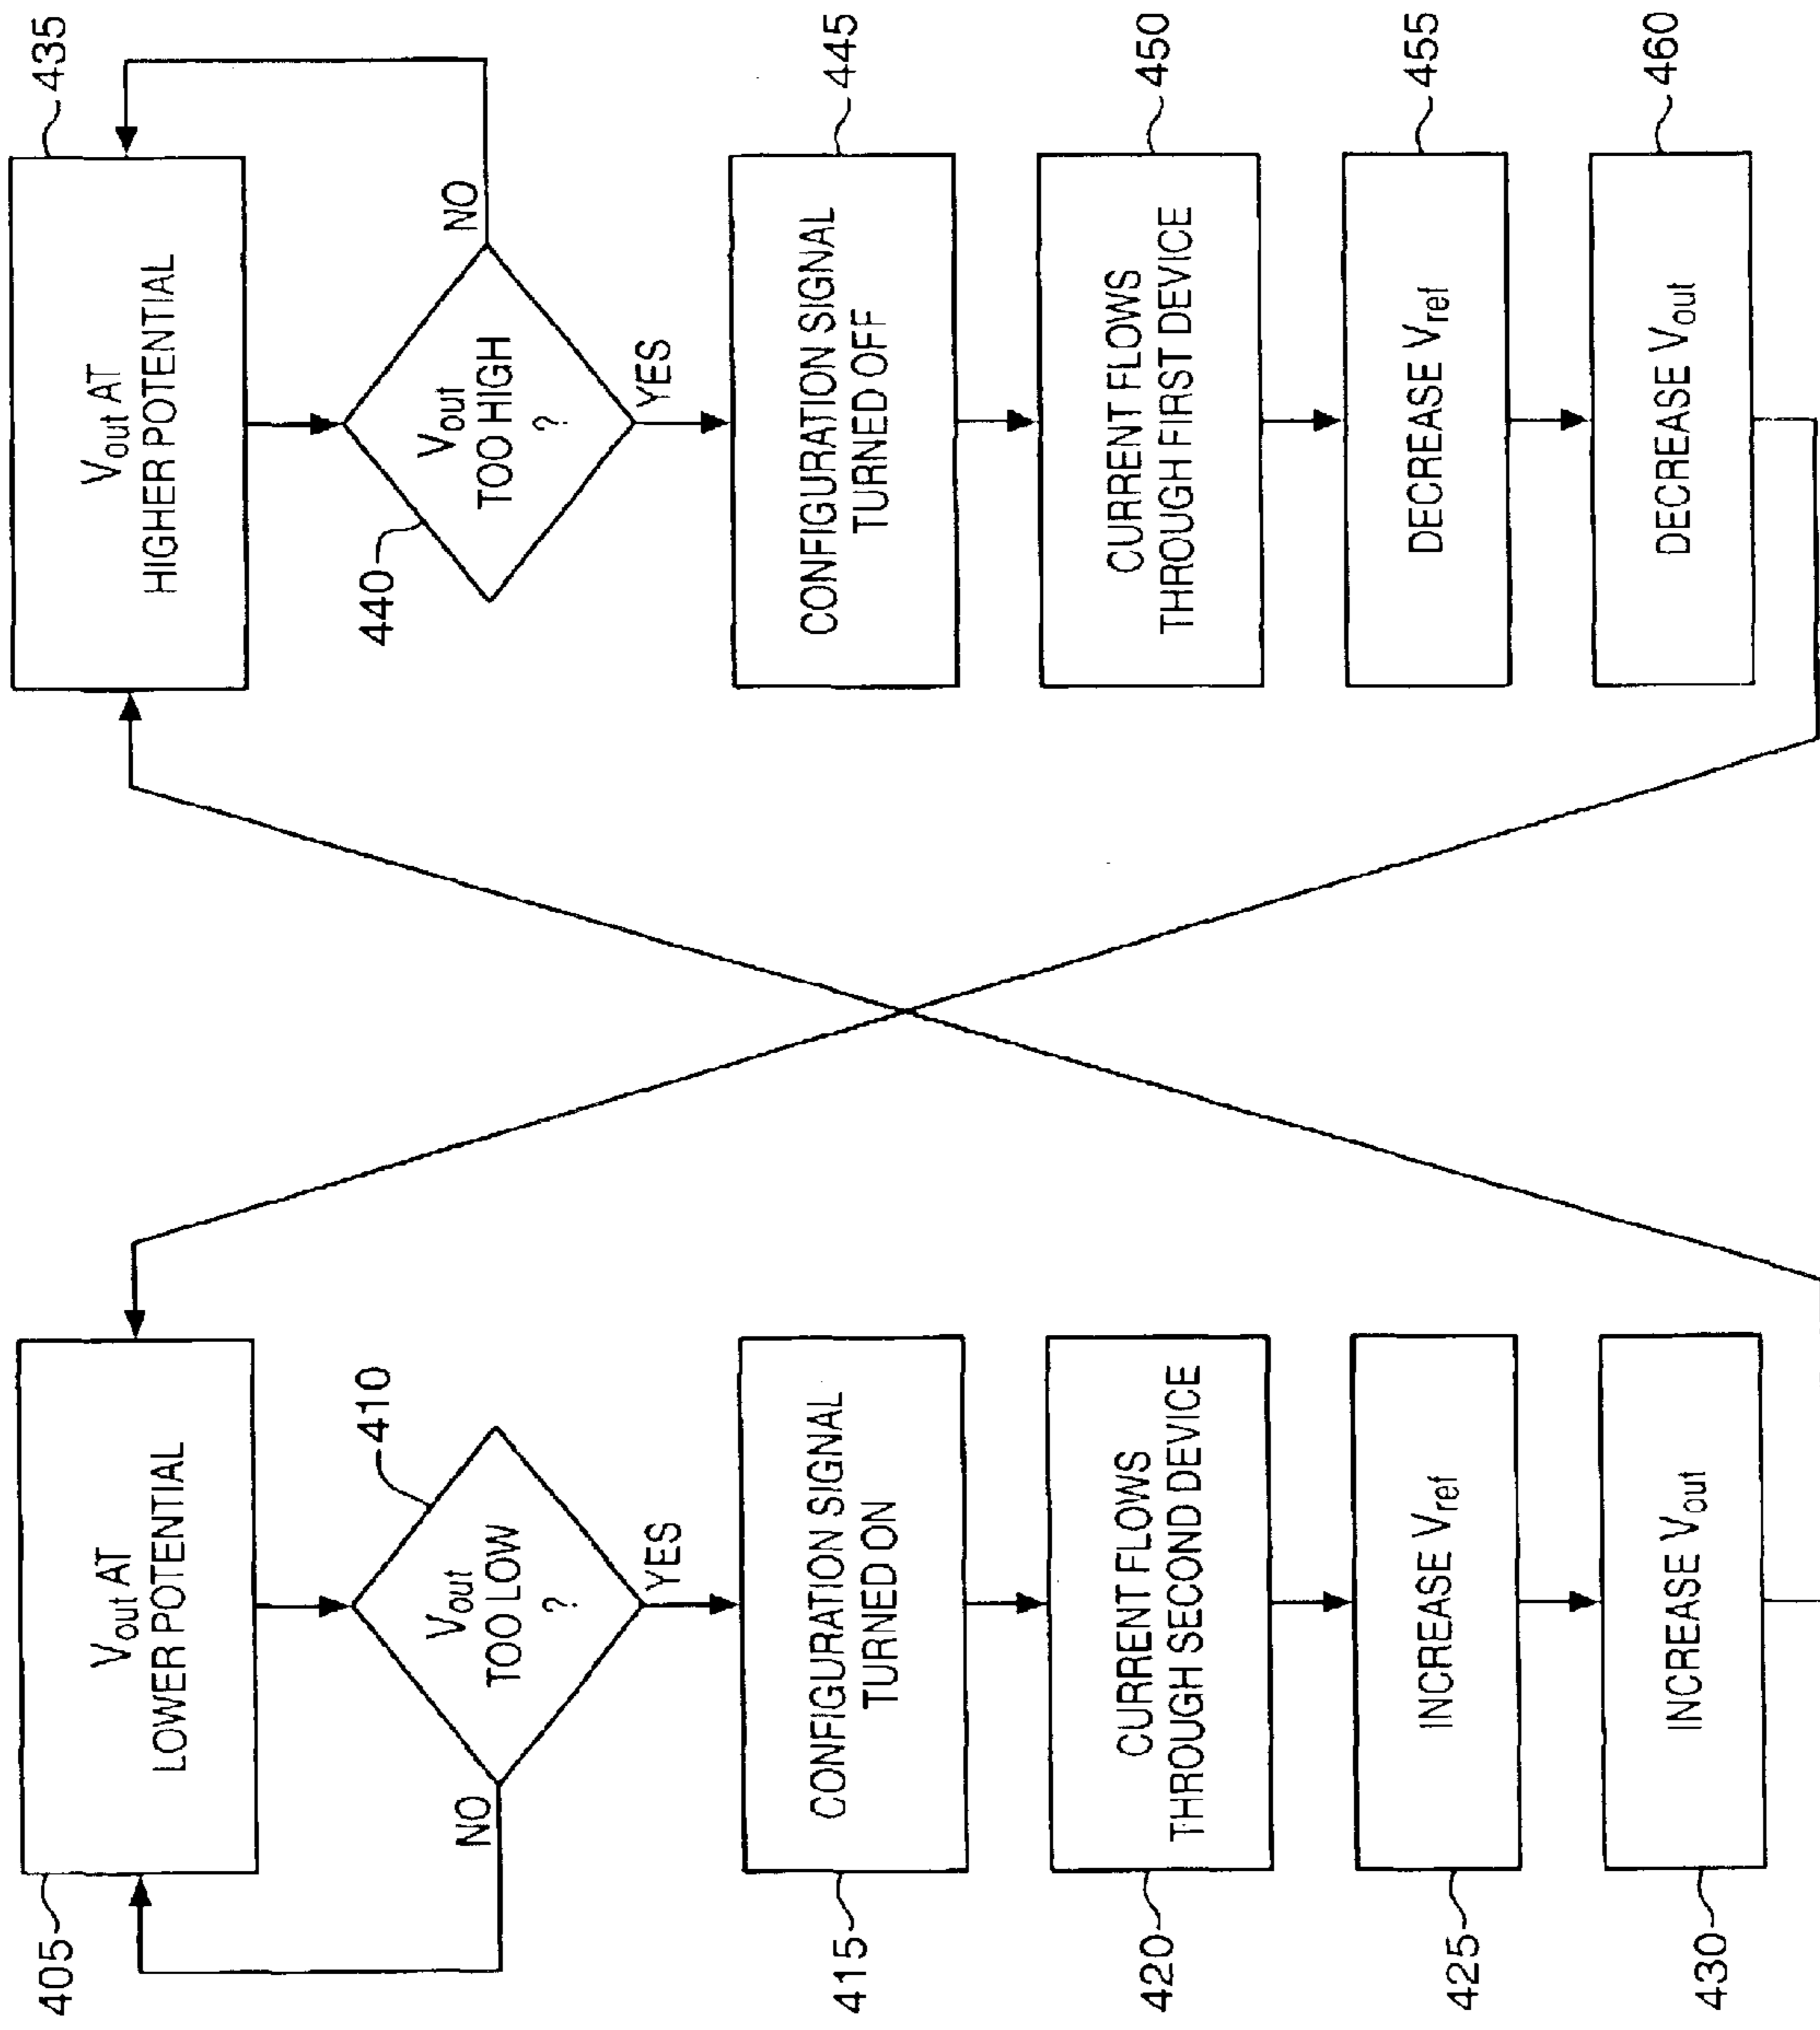 405
Vout AT
LOWER POTENTIAL
410
Vout
TOO LOW
?
NO
YES
415
CONFIGURATION SIGNAL
TURNED ON
420
CURRENT FLOWS
THROUGH SECOND DEVICE
425
INCREASE Vref
430
INCREASE Vout
435
Vout AT
HIGHER POTENTIAL
440
Vout
TOO HIGH
?
NO
YES
445
CONFIGURATION SIGNAL
TURNED OFF
450
CURRENT FLOWS
THROUGH FIRST DEVICE
455
DECREASE Vref
460
DECREASE Vout